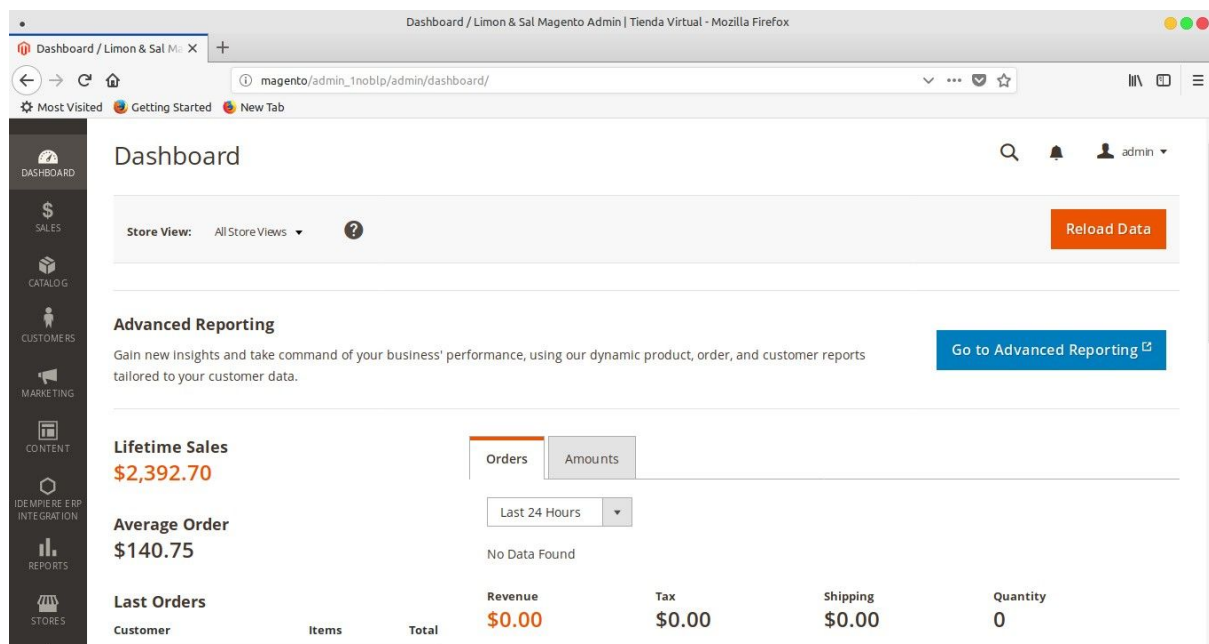 Dashboard / Limon & Sal Magento Admin | Tienda Virtual - Mozilla Firefox
Dashboard / Limon & Sal Ma
magento/admin_1noblp/admin/dashboard/
Most Visited Getting Started New Tab
DASHBOARD
SALES
CATALOG
CUSTOMERS
MARKETING
CONTENT
IDEMPIERE ERP
INTEGRATION
REPORTS
STORES
Dashboard
admin
Store View: All Store Views
Reload Data
Advanced Reporting
Gain new insights and take command of your business' performance, using our dynamic product, order, and customer reports
tailored to your customer data.
Go to Advanced Reporting
Lifetime Sales
$2,392.70
Average Order
$140.75
Last Orders
Customer Items Total
Orders Amounts
Last 24 Hours
No Data Found
Revenue Tax Shipping Quantity
$0.00 $0.00 $0.00 0